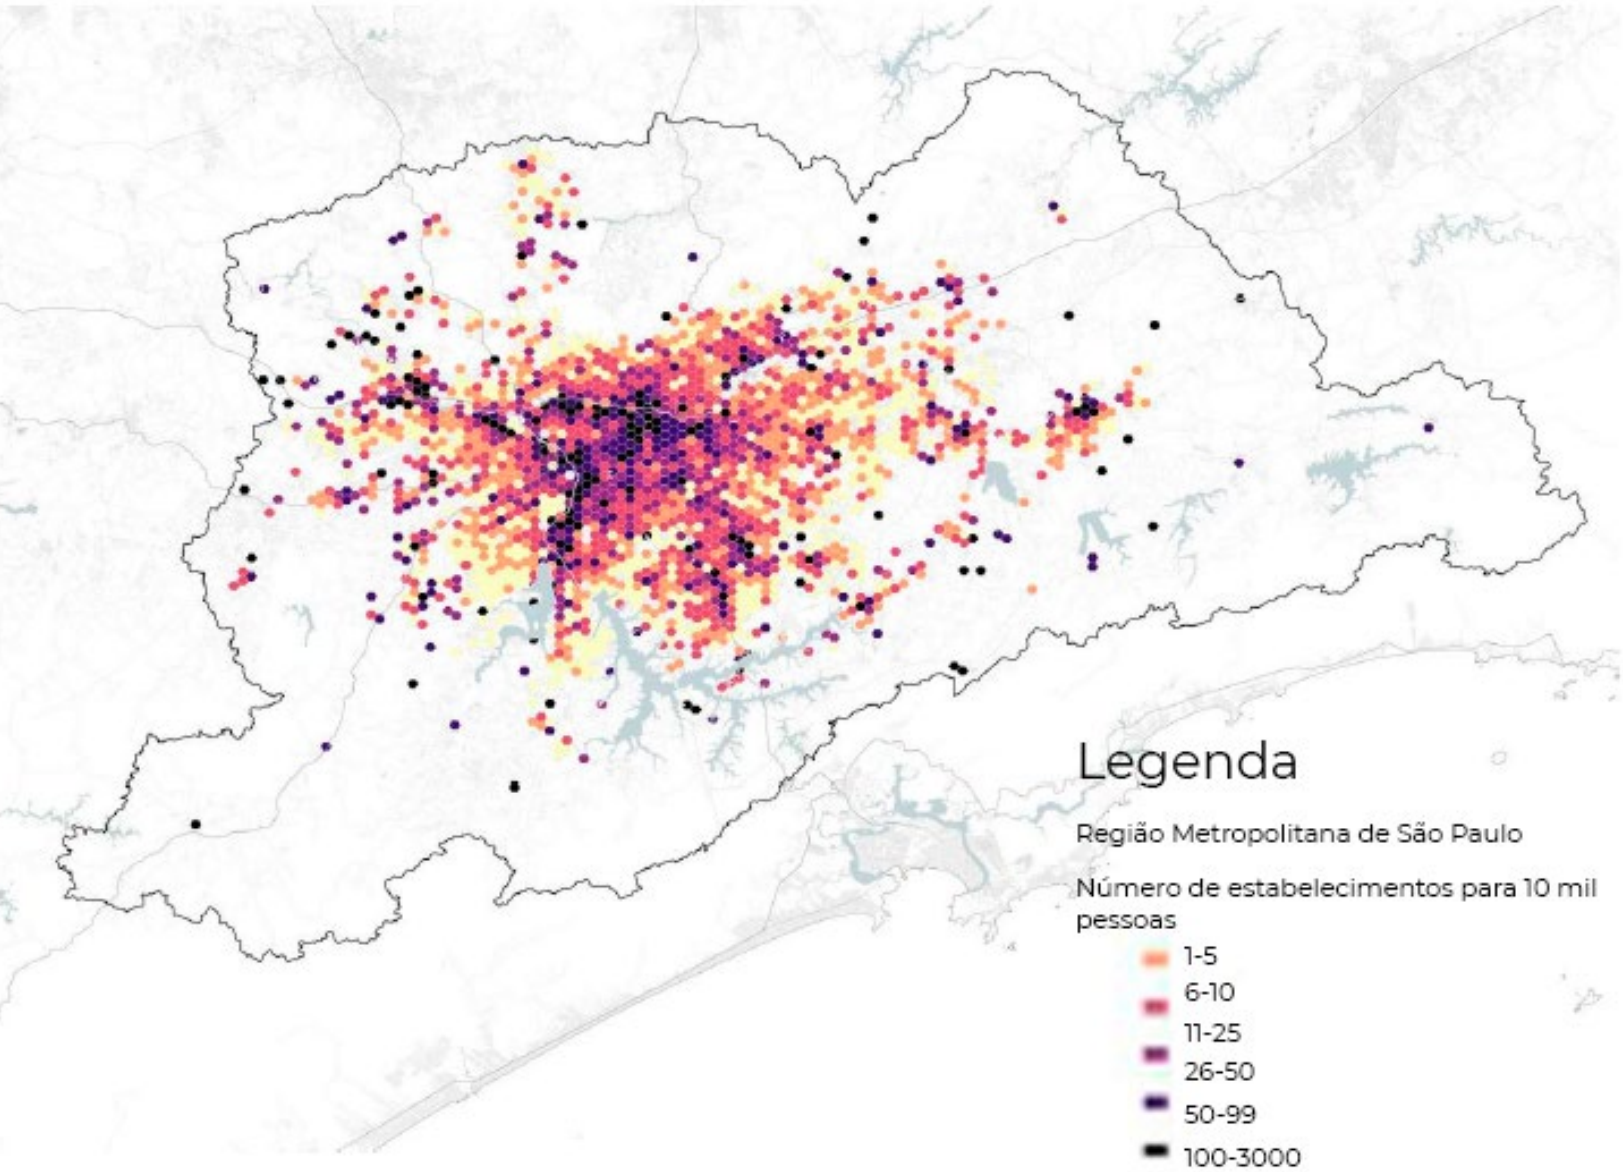 Legenda
Região Metropolitana de São Paulo
Número de estabelecimentos para 10 mil
pessoas
1-5
6-10
11-25
26-50
50-99
100-3000